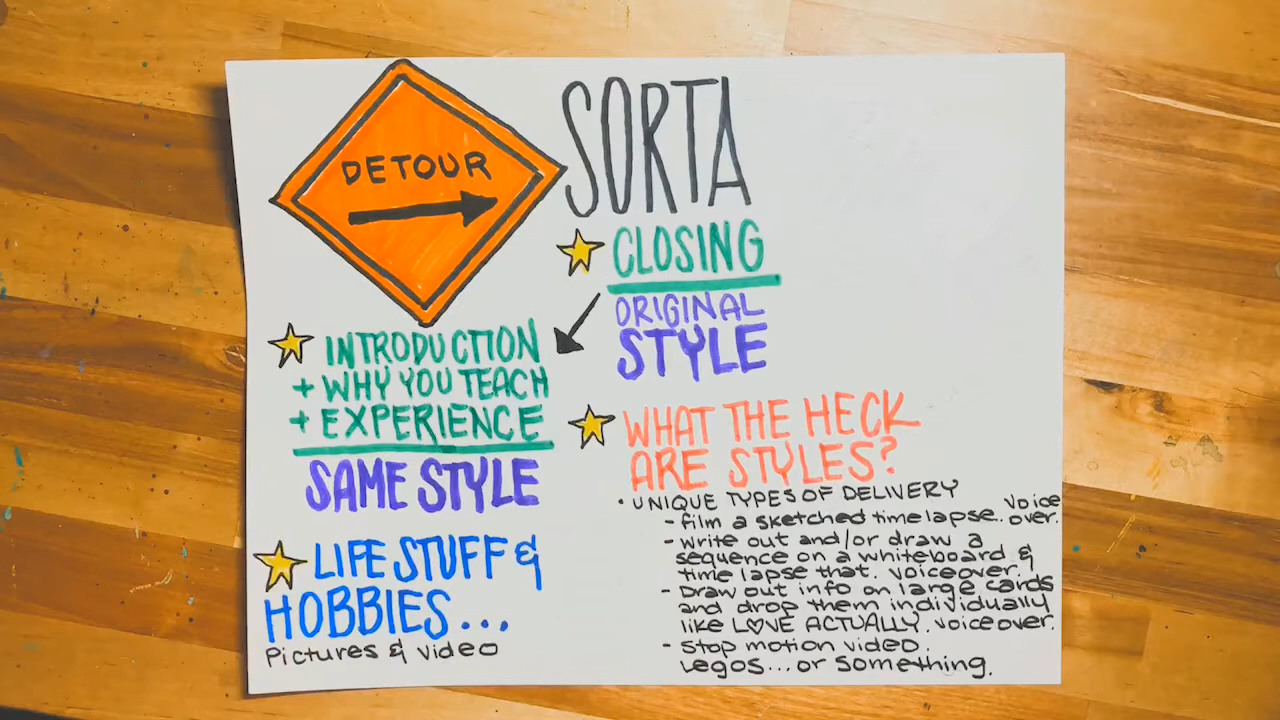 DETOUR
SORTA
CLOSING
ORIGINAL
STYLE
INTRODUCTION
+ WHY YOU TEACH
+ EXPERIENCE
SAME STYLE
LIFE STUFF &
HOBBIES...
Pictures & video
WHAT THE HECK
ARE STYLES?
• UNIQUE TYPES OF DELIVERY
- film a sketched timelapse.. voice over.
- write out and/or draw a
sequence on a whiteboard &
time lapse that. voiceover.
- Draw out info on large cards &
and drop them individually
like LOVE ACTUALLY. voiceover.
- Stop motion video.
Legos... or something.